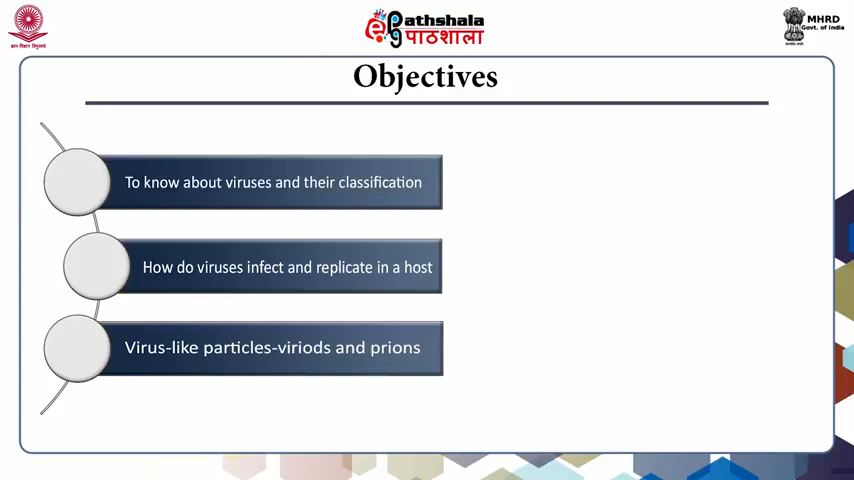 Pathshala
पाठशाला
MHRD
Govt. of India
Objectives
To know about viruses and their classification
How do viruses infect and replicate in a host
Virus-like particles-viriods and prions